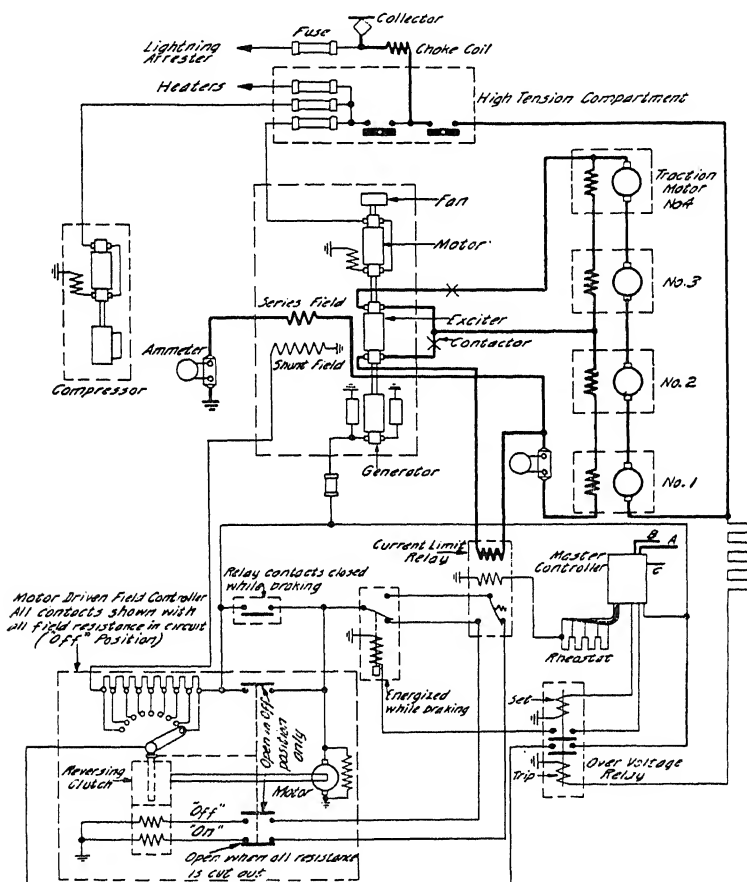 Collector
Fuse
Lightning
Arrester
Choke Coil
Heaters
High Tension Compartment
Traction
Motor
No4
Fan
Motor
No.3
Series Field
Exciter
Ammeter
Contactor
Shunt Field
Compressor
No.2
Generator
No.1
Current Limit
Relay
B
A
Master
Controller
C
Relay contacts closed
while braking
Motor Driven Field Controller
All contacts shown with
all field resistance in circuit
("Off" Position)
Rheostat
Energized
while braking
Set
Open in Off
position
only
Over Voltage
Relay
Trip
Reversing
Clutch
Motor
"Off"
"On"
Open when all resistance
is cut out